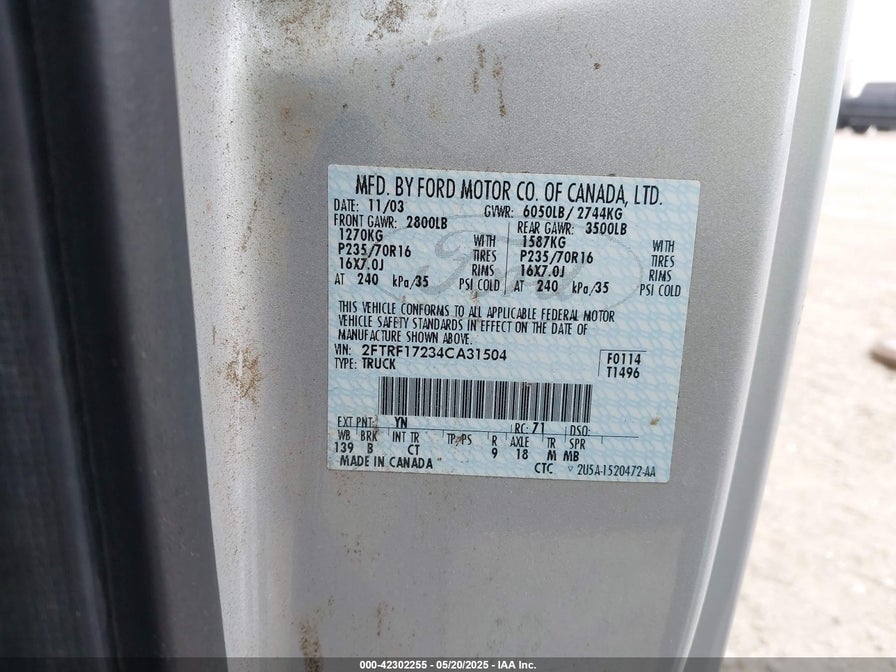 MFD. BY FORD MOTOR CO. OF CANADA, LTD.
DATE: 11/03 GVWR: 6050LB/ 2744KG
FRONT GAWR: 2800LB REAR GAWR: 3500LB
1270KG WITH 1587KG WITH
P235/70R16 TIRES P235/70R16 TIRES
16X7.0J RIMS 16X7.0J RIMS
AT 240 kPa/35 PSI COLD AT 240 kPa/35 PSI COLD
THIS VEHICLE CONFORMS TO ALL APPLICABLE FEDERAL MOTOR
VEHICLE SAFETY STANDARDS IN EFFECT ON THE DATE OF
MANUFACTURE SHOWN ABOVE.
VIN: 2FTRF17234CA31504 F0114
TYPE: TRUCK T1496
EXT PNT: YN RC: 71 DSO:
WB BRK INT TR TP/PS R AXLE TR SPR
139 B CT 9 18 M MB
MADE IN CANADA CTC ▽ 2U5A-1520472-AA
Ford
000-42302255 - 05/20/2025 - IAA Inc.